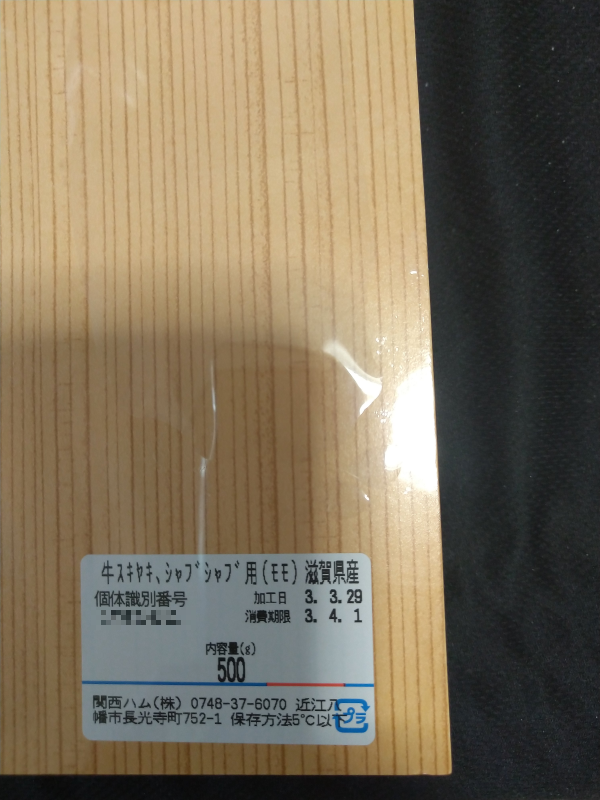 牛スキヤキ、シャブシャブ用(モモ) 滋賀県産
個体識別番号 加工日 3. 3.29
消費期限 3. 4. 1
内容量(g)
500
関西ハム(株) 0748-37-6070 近江八
幡市長光寺町752-1 保存方法5℃以下
プラ